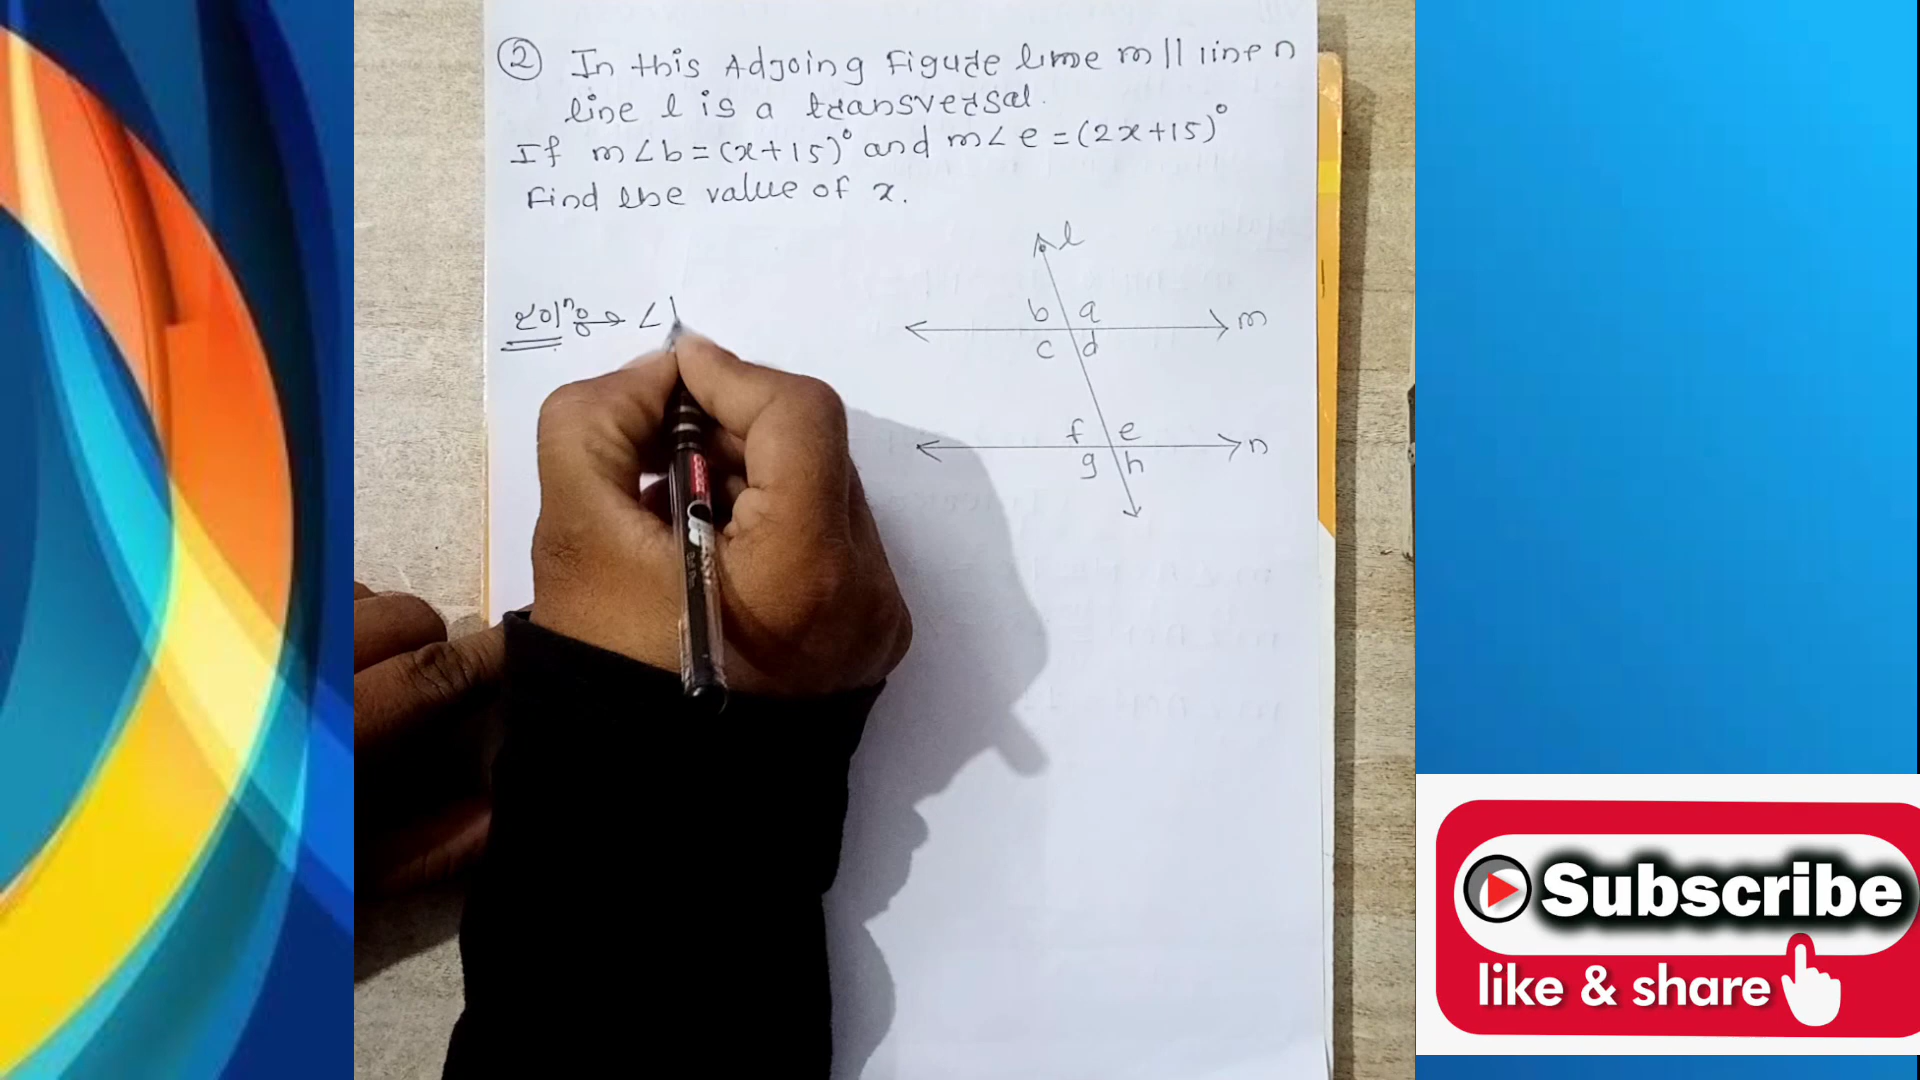 ② In this Adjoing Figure line m || line n
line l is a transversal.
If m∠b = (x+15)° and m∠e = (2x+15)°
Find the value of x.
l
Solⁿ ∠b
b a m
c d
f e n
g h
Subscribe
like & share